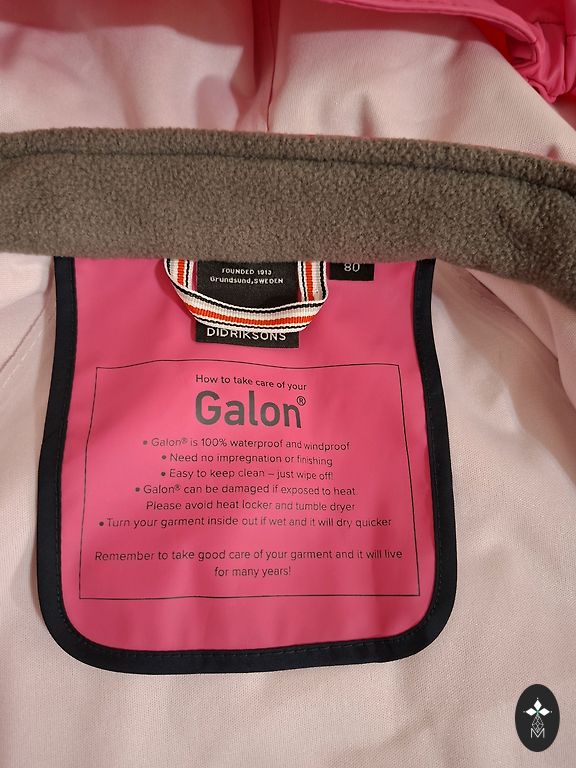 FOUNDED 1913
Grundsund, SWEDEN
80
DIDRIKSONS
How to take care of your
Galon®
• Galon® is 100% waterproof and windproof
• Need no impregnation or finishing
• Easy to keep clean – just wipe off!
• Galon® can be damaged if exposed to heat.
Please avoid heat locker and tumble dryer
• Turn your garment inside out if wet and it will dry quicker
Remember to take good care of your garment and it will live
for many years!
M